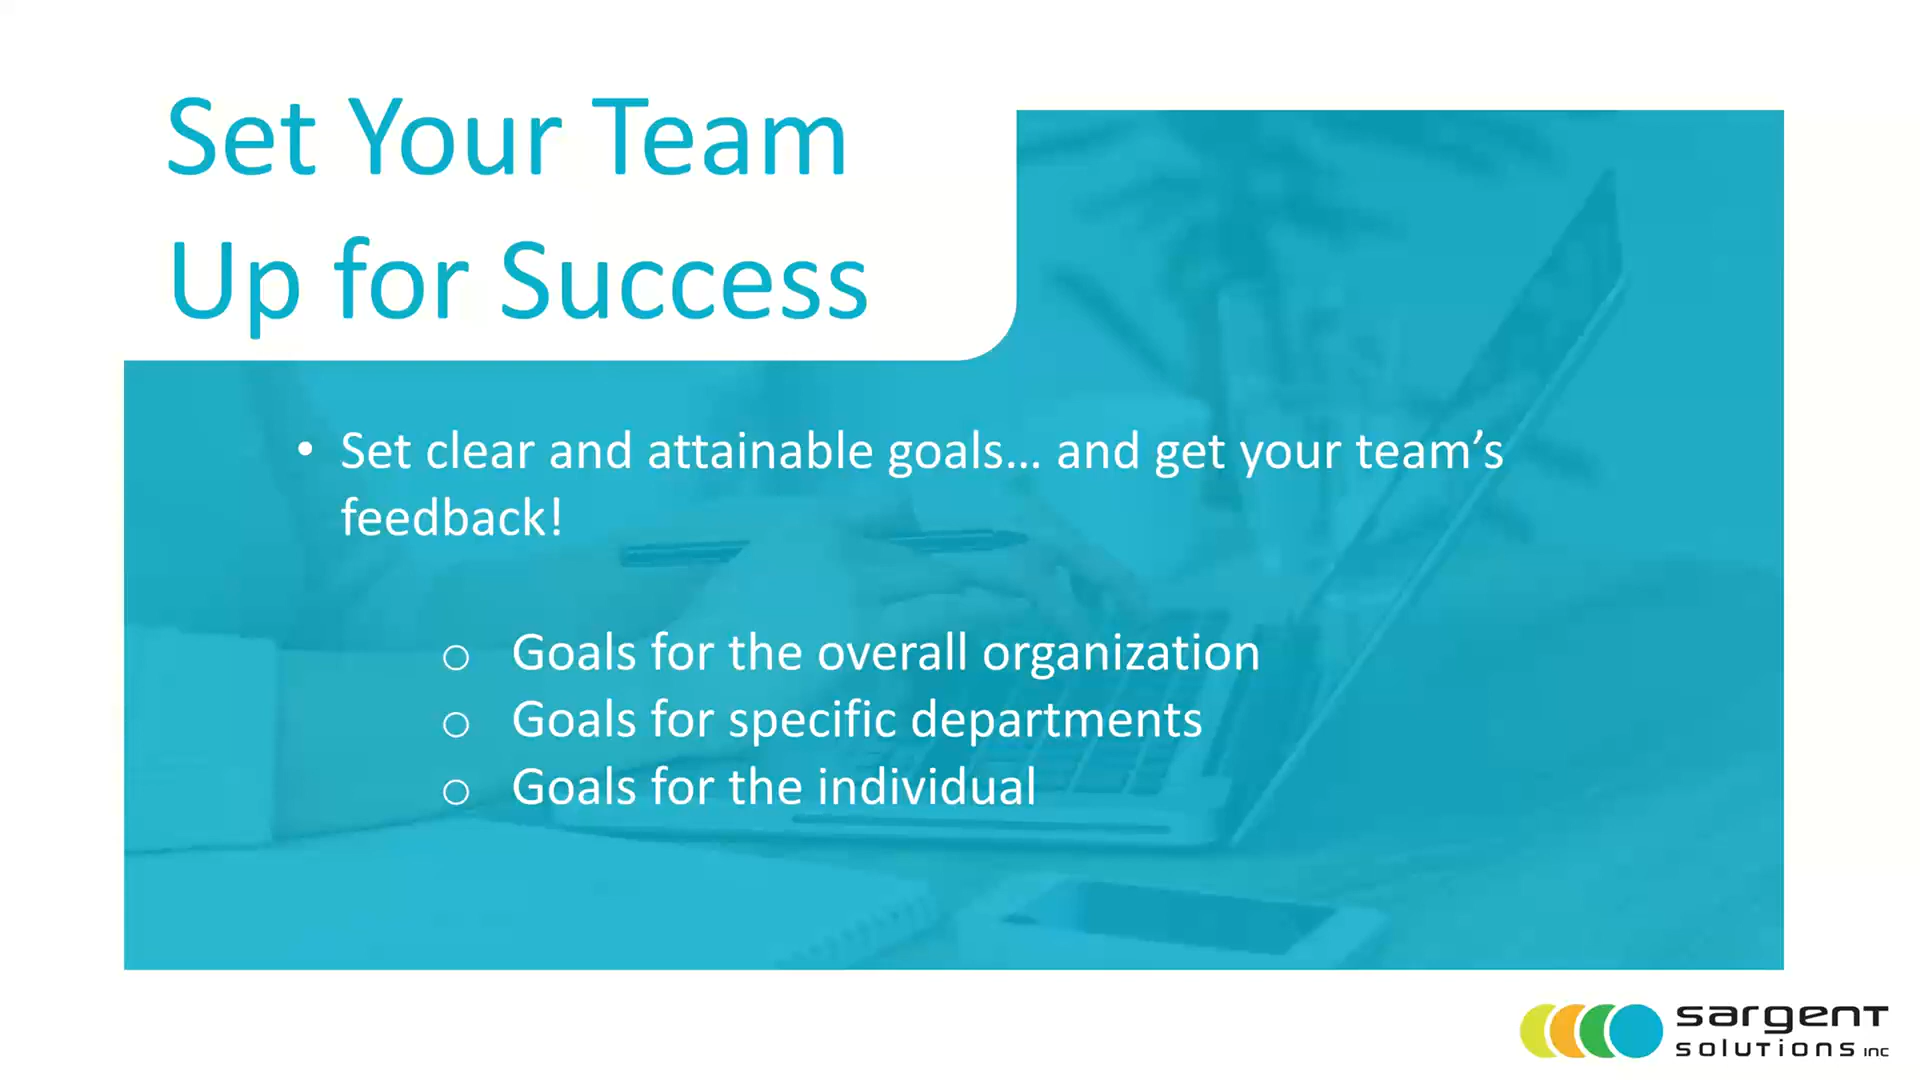 Set Your Team
Up for Success
• Set clear and attainable goals... and get your team’s
feedback!
o Goals for the overall organization
o Goals for specific departments
o Goals for the individual
sargent
solutions inc